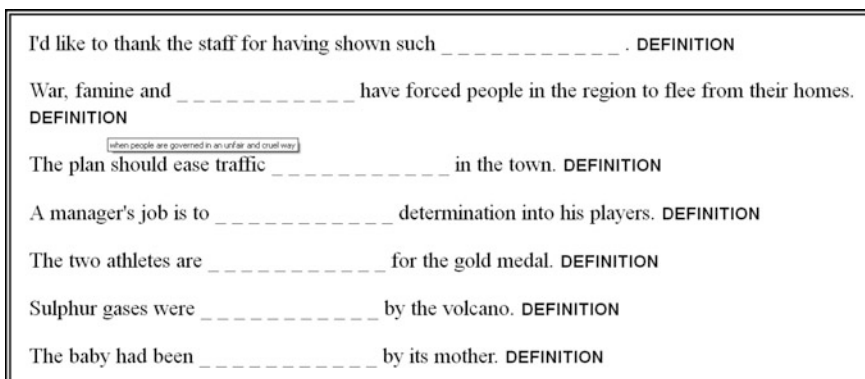 I'd like to thank the staff for having shown such _ _ _ _ _ _ _ _ _ _ _ . DEFINITION
War, famine and _ _ _ _ _ _ _ _ _ _ _ have forced people in the region to flee from their homes.
DEFINITION
when people are governed in an unfair and cruel way
The plan should ease traffic _ _ _ _ _ _ _ _ _ _ _ in the town. DEFINITION
A manager's job is to _ _ _ _ _ _ _ _ _ _ _ determination into his players. DEFINITION
The two athletes are _ _ _ _ _ _ _ _ _ _ _ for the gold medal. DEFINITION
Sulphur gases were _ _ _ _ _ _ _ _ _ _ _ by the volcano. DEFINITION
The baby had been _ _ _ _ _ _ _ _ _ _ _ by its mother. DEFINITION